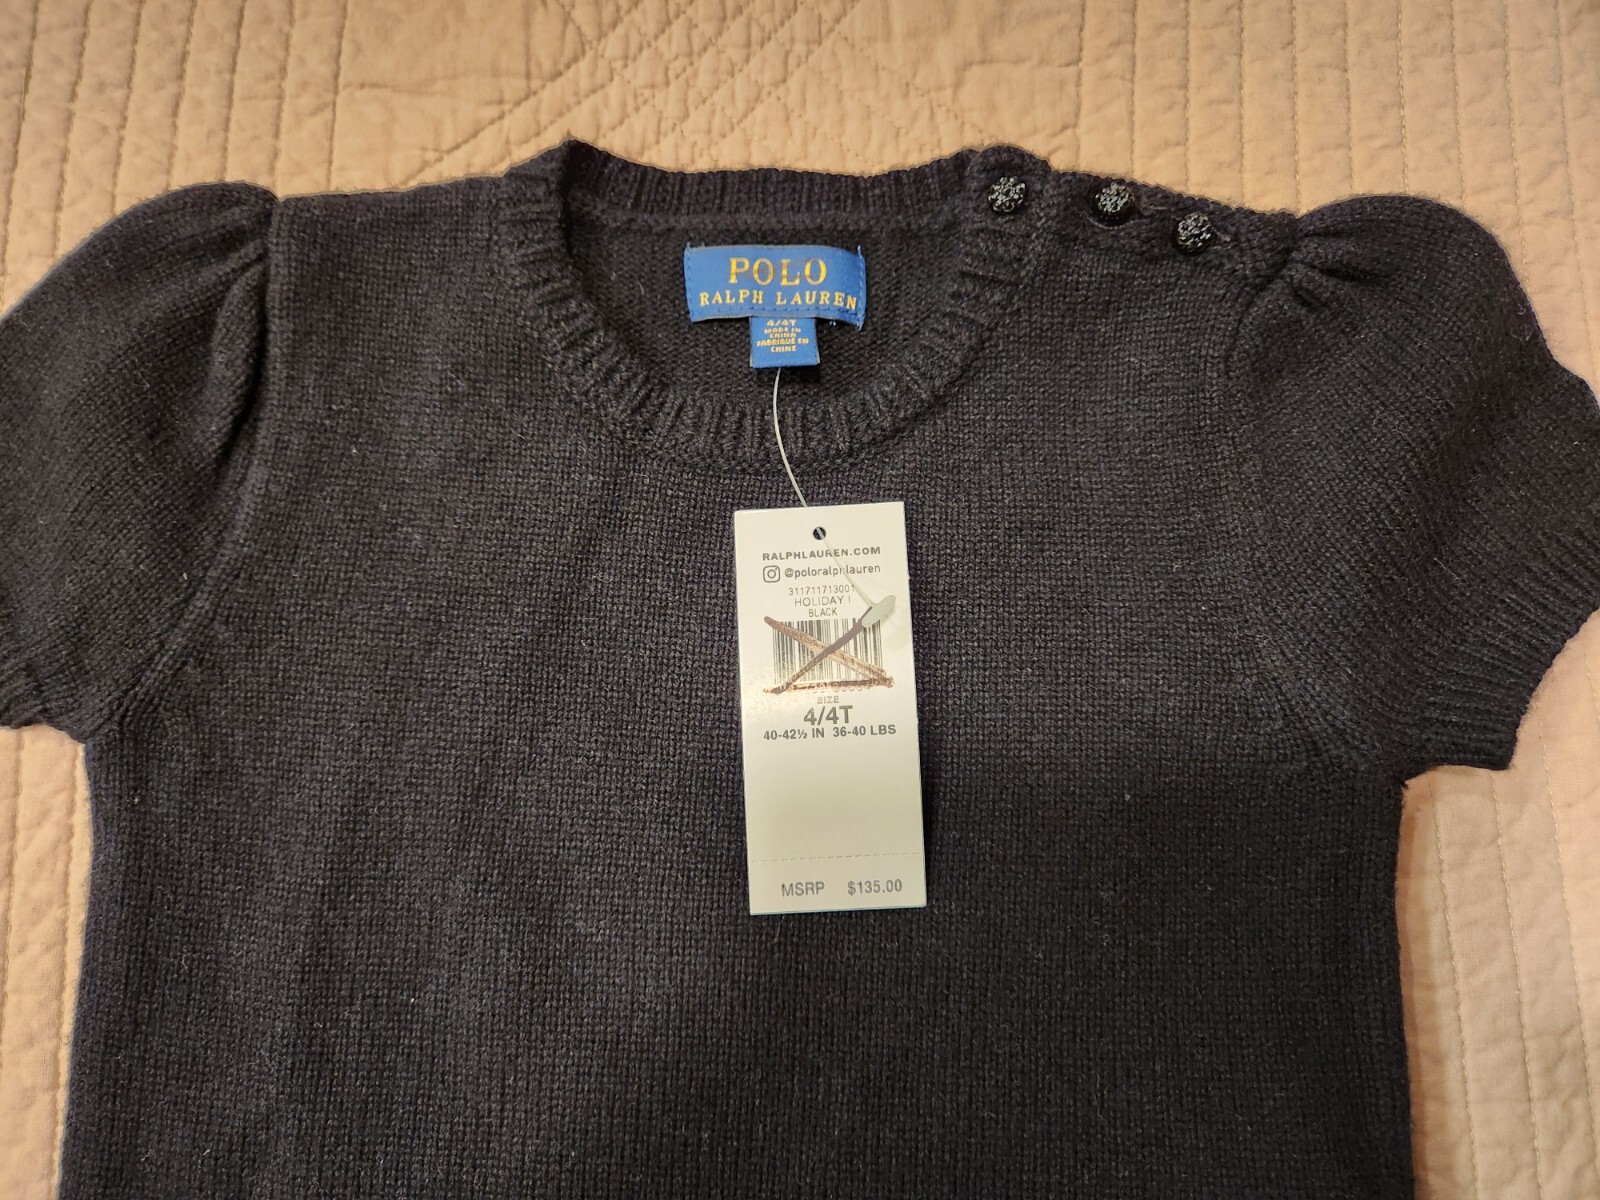 POLO
RALPH LAUREN
4/4T
MADE IN
CHINA
FABRIQUÉ EN
CHINE
RALPHLAUREN.COM
@poloralphlauren
311711713001
HOLIDAY I
BLACK
SIZE
4/4T
40-42½ IN 36-40 LBS
MSRP $135.00